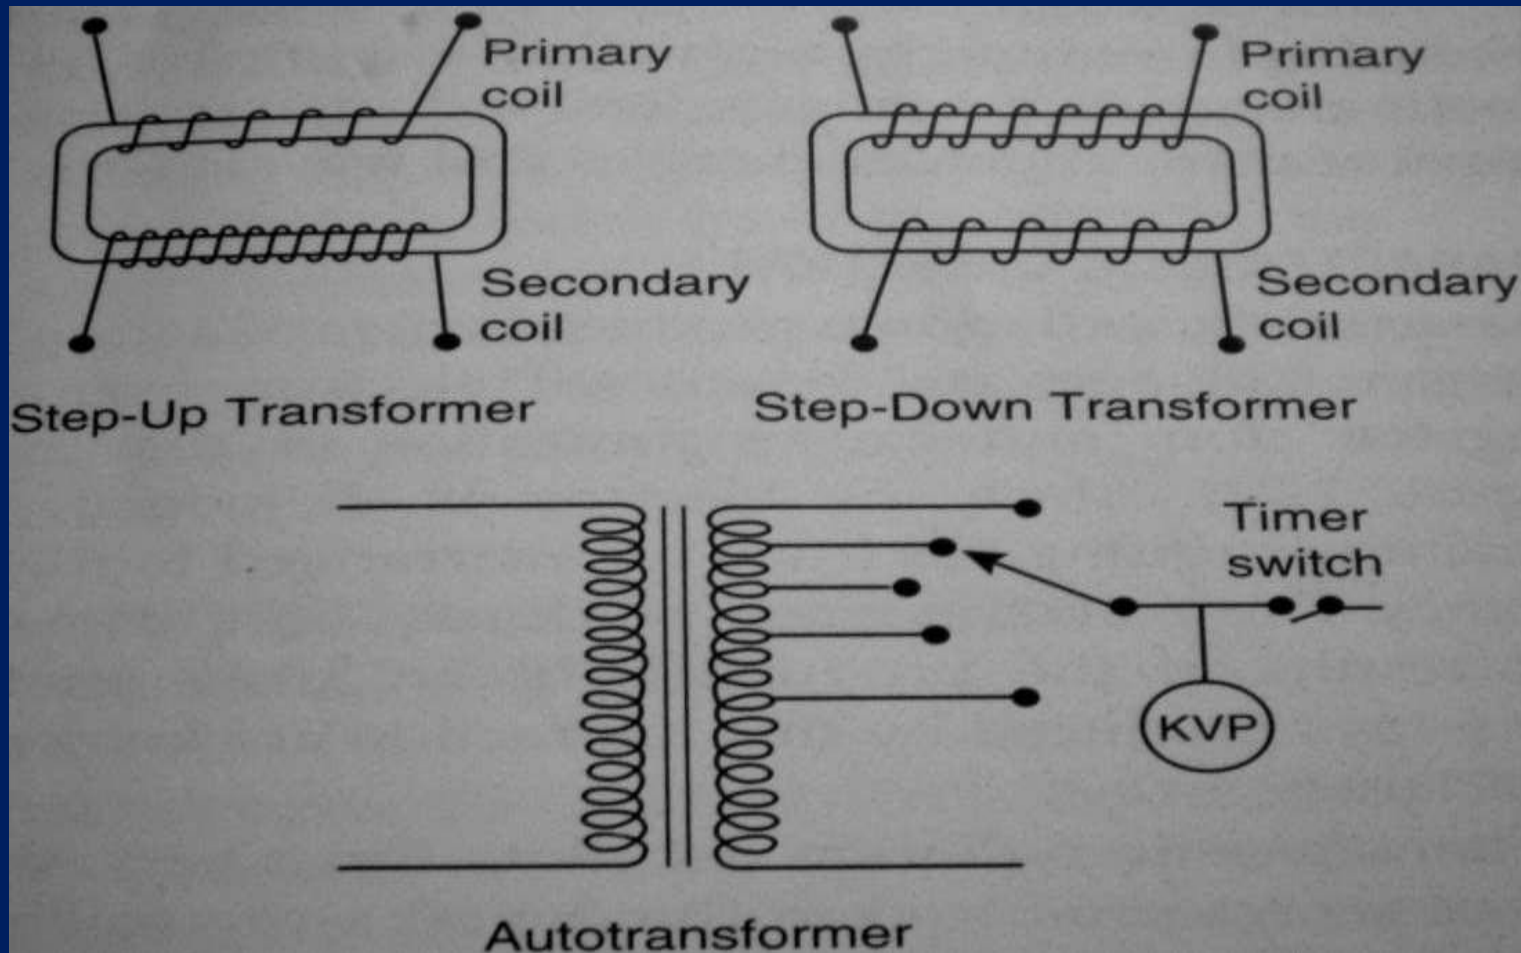 Primary
coil
Secondary
coil
Step-Up Transformer
Primary
coil
Secondary
coil
Step-Down Transformer
Timer
switch
KVP
Autotransformer